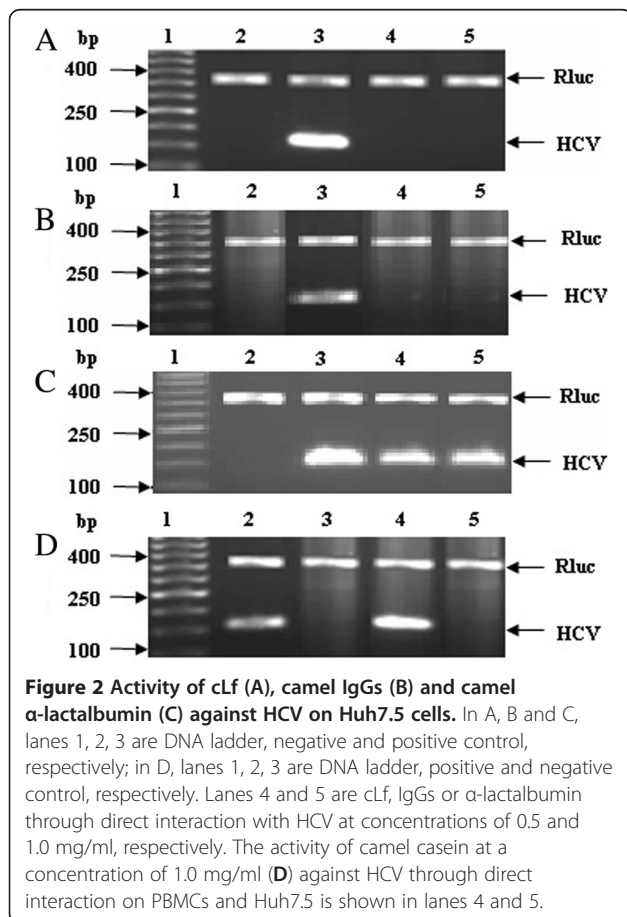 A
bp 1 2 3 4 5
400
Rluc
250
HCV
100
B
bp 1 2 3 4 5
400
Rluc
250
HCV
100
C
bp 1 2 3 4 5
400
Rluc
250
HCV
100
D
bp 1 2 3 4 5
400
Rluc
250
HCV
100
Figure 2 Activity of cLf (A), camel IgGs (B) and camel
α-lactalbumin (C) against HCV on Huh7.5 cells. In A, B and C,
lanes 1, 2, 3 are DNA ladder, negative and positive control,
respectively; in D, lanes 1, 2, 3 are DNA ladder, positive and negative
control, respectively. Lanes 4 and 5 are cLf, IgGs or α-lactalbumin
through direct interaction with HCV at concentrations of 0.5 and
1.0 mg/ml, respectively. The activity of camel casein at a
concentration of 1.0 mg/ml (D) against HCV through direct
interaction on PBMCs and Huh7.5 is shown in lanes 4 and 5.